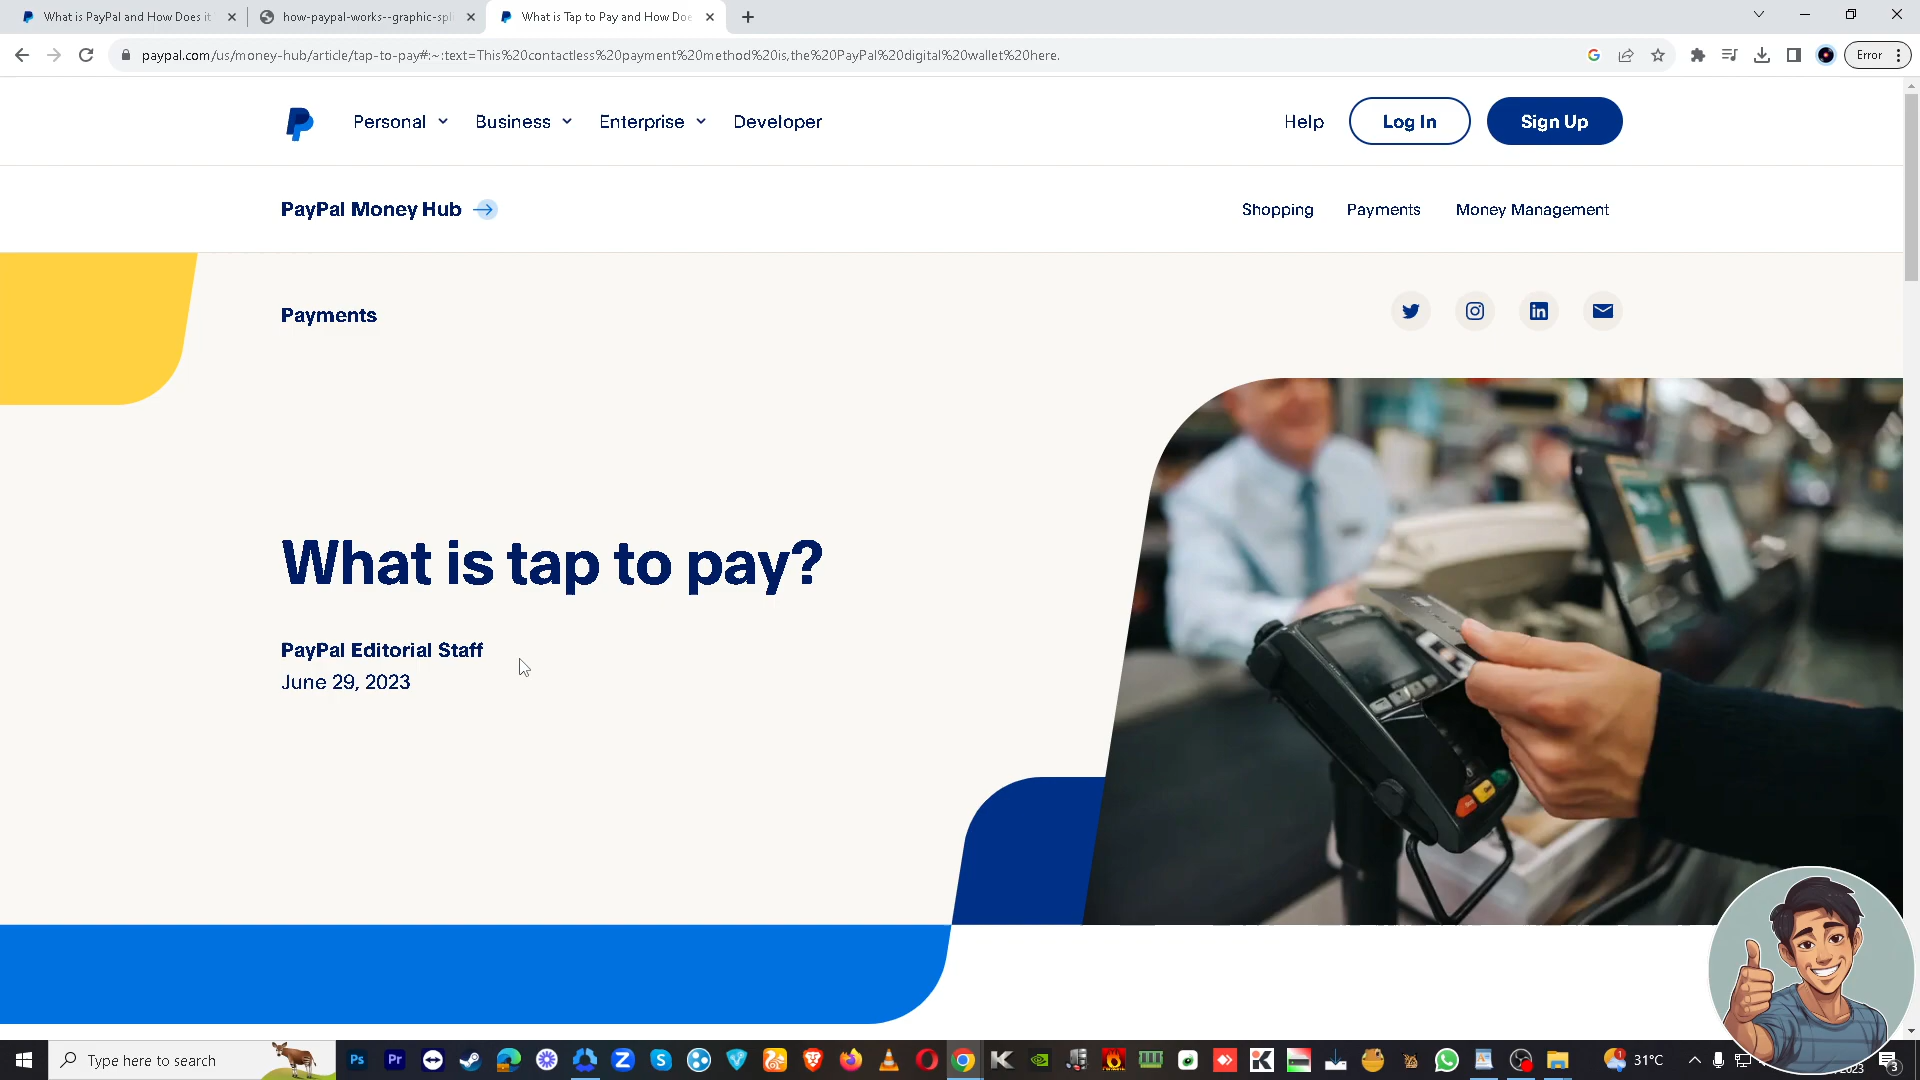 What is PayPal and How Does it
how-paypal-works--graphic-spl
What is Tap to Pay and How Doe
paypal.com/us/money-hub/article/tap-to-pay#:~:text=This%20contactless%20payment%20method%20is,the%20PayPal%20digital%20wallet%20here.
Error
Personal
Business
Enterprise
Developer
Help
Log In
Sign Up
PayPal Money Hub
Shopping
Payments
Money Management
Payments
What is tap to pay?
PayPal Editorial Staff
June 29, 2023
Type here to search
31°C
2023
3